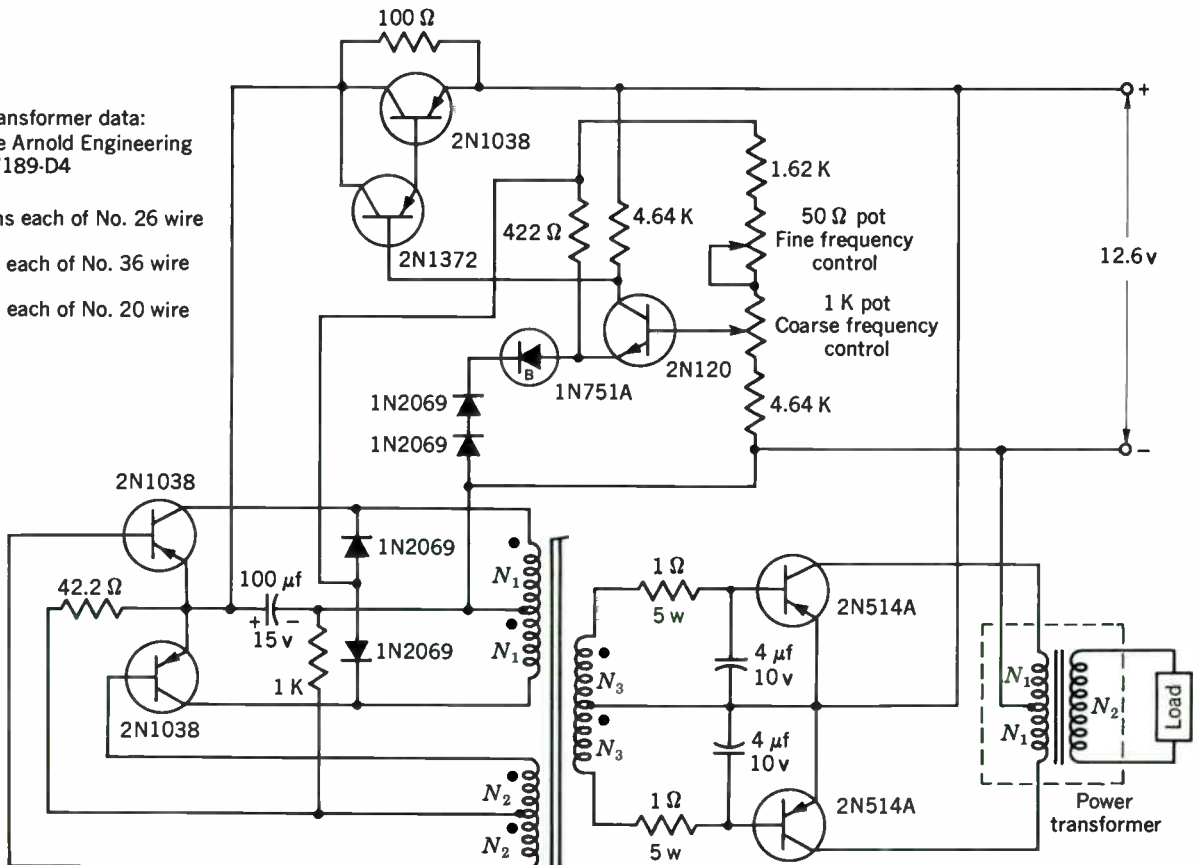 100 Ω
ansformer data:
e Arnold Engineering
7189-D4
ns each of No. 26 wire
each of No. 36 wire
each of No. 20 wire
2N1038
2N1372
422 Ω
4.64 K
1.62 K
50 Ω pot
Fine frequency
control
1 K pot
Coarse frequency
control
12.6 v
+
−
2N120
B
1N751A
4.64 K
1N2069
1N2069
2N1038
42.2 Ω
100 μf
+ −
15 v
1N2069
1N2069
1 K
2N1038
N₁
N₁
N₂
N₂
N₃
N₃
1 Ω
5 w
4 μf
10 v
4 μf
10 v
1 Ω
5 w
2N514A
2N514A
N₁
N₁
N₂
Load
Power
transformer